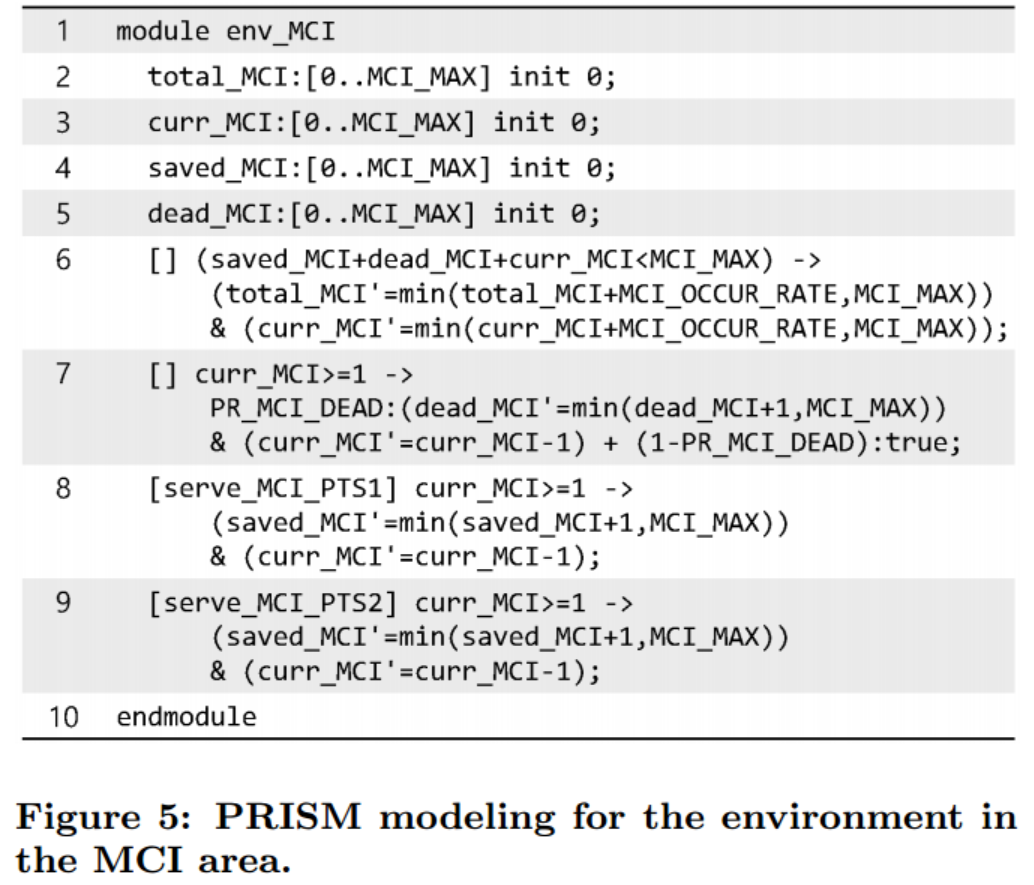 1 module env_MCI
2 total_MCI:[0..MCI_MAX] init 0;
3 curr_MCI:[0..MCI_MAX] init 0;
4 saved_MCI:[0..MCI_MAX] init 0;
5 dead_MCI:[0..MCI_MAX] init 0;
6 [] (saved_MCI+dead_MCI+curr_MCI<MCI_MAX) ->
(total_MCI'=min(total_MCI+MCI_OCCUR_RATE,MCI_MAX))
& (curr_MCI'=min(curr_MCI+MCI_OCCUR_RATE,MCI_MAX));
7 [] curr_MCI>=1 ->
PR_MCI_DEAD:(dead_MCI'=min(dead_MCI+1,MCI_MAX))
& (curr_MCI'=curr_MCI-1) + (1-PR_MCI_DEAD):true;
8 [serve_MCI_PTS1] curr_MCI>=1 ->
(saved_MCI'=min(saved_MCI+1,MCI_MAX))
& (curr_MCI'=curr_MCI-1);
9 [serve_MCI_PTS2] curr_MCI>=1 ->
(saved_MCI'=min(saved_MCI+1,MCI_MAX))
& (curr_MCI'=curr_MCI-1);
10 endmodule
Figure 5: PRISM modeling for the environment in
the MCI area.